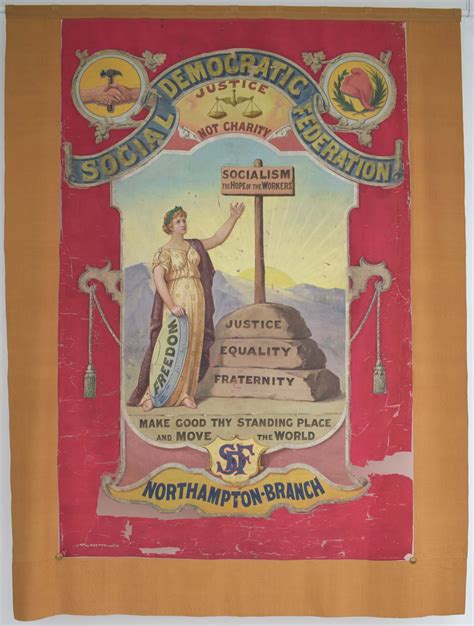 SOCIAL DEMOCRATIC FEDERATION
JUSTICE
NOT CHARITY
SOCIALISM
THE HOPE OF THE WORKERS
FREEDOM
JUSTICE
EQUALITY
FRATERNITY
MAKE GOOD THY STANDING PLACE
AND MOVE THE WORLD
SDF
NORTHAMPTON-BRANCH